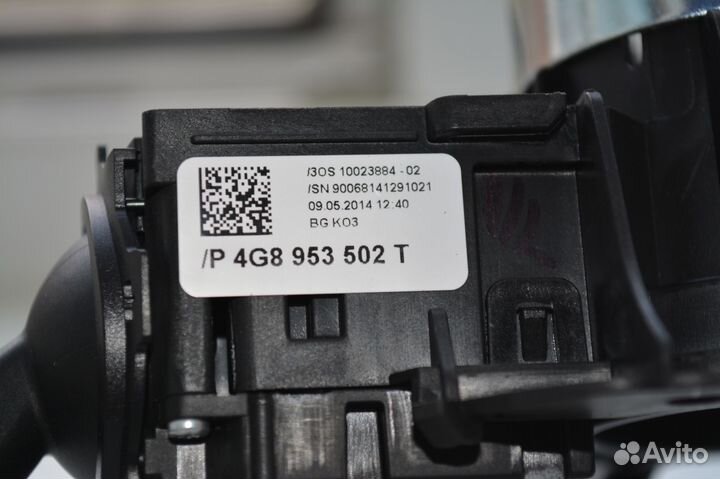 /3OS 10023884 - 02
/SN 90068141291021
09.05.2014 12:40
BG K03
/P 4G8 953 502 T
Avito